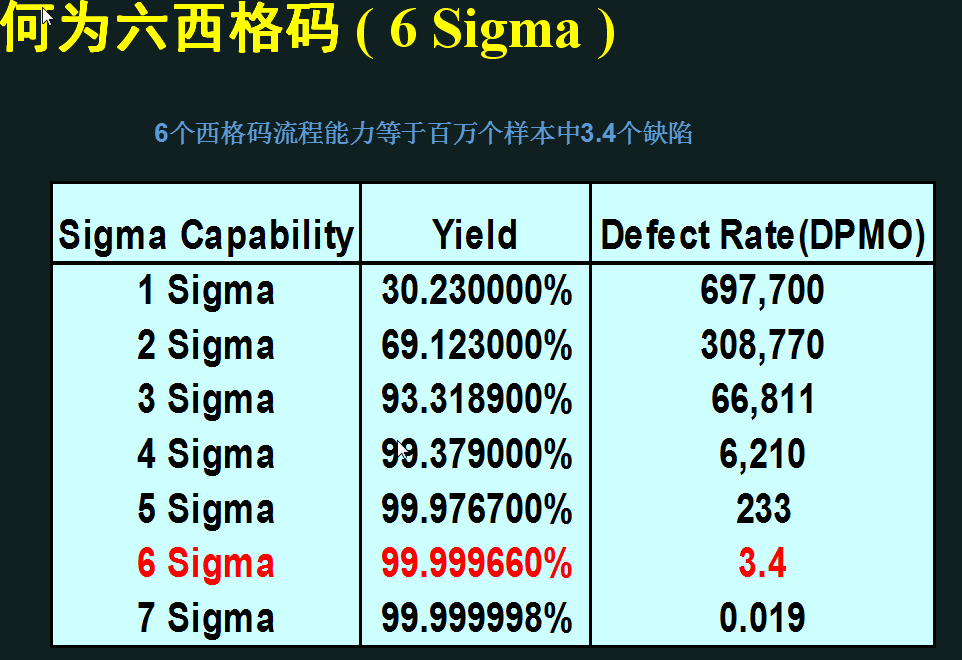 何为六西格码 ( 6 Sigma )
6个西格码流程能力等于百万个样本中3.4个缺陷
Sigma Capability Yield Defect Rate(DPMO)
1 Sigma 30.230000% 697,700
2 Sigma 69.123000% 308,770
3 Sigma 93.318900% 66,811
4 Sigma 99.379000% 6,210
5 Sigma 99.976700% 233
6 Sigma 99.999660% 3.4
7 Sigma 99.999998% 0.019